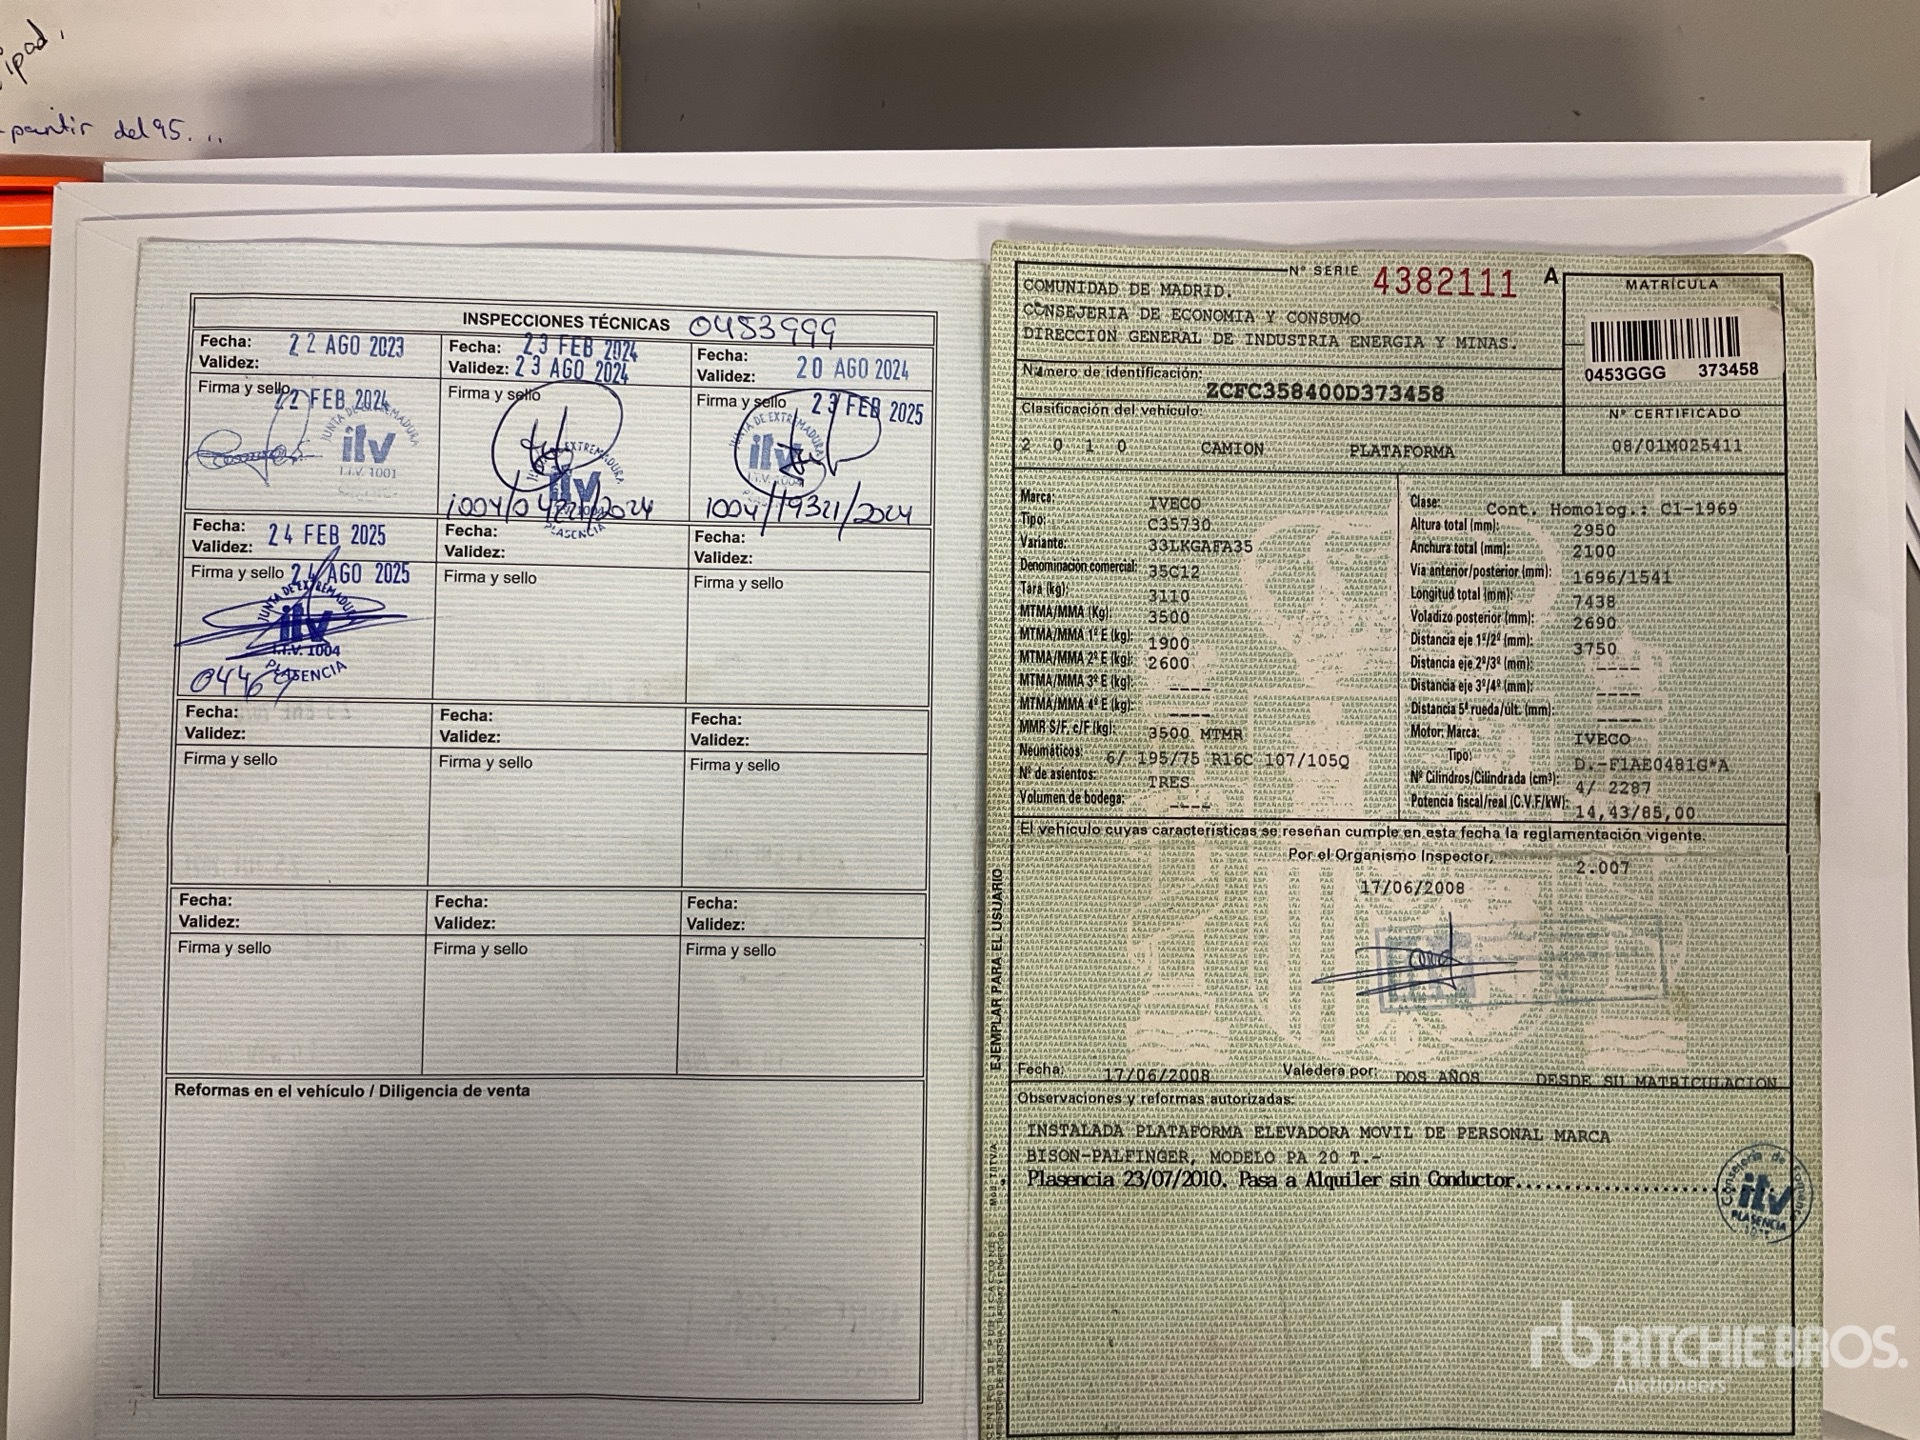 ipad.
partir del 95...
INSPECCIONES TÉCNICAS 0453GGG
Fecha: 22 AGO 2023
Validez: 22 FEB 2024
Firma y sello
JUNTA DE EXTREMADURA
itv
I.T.V. 1001
Fecha: 23 FEB 2024
Validez: 23 AGO 2024
Firma y sello
EXTREMADURA
itv
PLASENCIA
Fecha: 20 AGO 2024
Validez: 23 FEB 2025
Firma y sello
JUNTA DE EXTREMADURA
itv
1004/19321/2024
Fecha: 24 FEB 2025
Validez: 24 AGO 2025
Firma y sello
JUNTA DE EXTREMADURA
itv
I.T.V. 1004
PLASENCIA
Fecha:
Validez:
Firma y sello
Fecha:
Validez:
Firma y sello
Fecha:
Validez:
Firma y sello
Fecha:
Validez:
Firma y sello
Fecha:
Validez:
Firma y sello
Fecha:
Validez:
Firma y sello
Fecha:
Validez:
Firma y sello
Fecha:
Validez:
Firma y sello
Reformas en el vehículo / Diligencia de venta
Nº SERIE 4382111 A
COMUNIDAD DE MADRID.
CONSEJERIA DE ECONOMIA Y CONSUMO
DIRECCION GENERAL DE INDUSTRIA ENERGIA Y MINAS.
MATRÍCULA
0453GGG 373458
Número de identificación: ZCFC358400D373458
Nº CERTIFICADO
08/01M025411
Clasificación del vehículo:
2 0 1 0 CAMION PLATAFORMA
Marca: IVECO
Tipo: C35730
Variante: 33LKGAFA35
Denominación comercial: 35C12
Tara (kg): 3110
MTMA/MMA (Kg): 3500
MTMA/MMA 1º E (kg): 1900
MTMA/MMA 2º E (kg): 2600
MTMA/MMA 3º E (kg): ----
MTMA/MMA 4º E (kg): ----
MMR S/F, c/F (kg): 3500 MTMR
Neumáticos: 6/ 195/75 R16C 107/105Q
Nº de asientos: TRES
Volumen de bodega: ----
Clase: Cont. Homolog.: C1-1969
Altura total (mm): 2950
Anchura total (mm): 2100
Vía anterior/posterior (mm): 1696/1541
Longitud total (mm): 7438
Voladizo posterior (mm): 2690
Distancia eje 1º/2º (mm): 3750
Distancia eje 2º/3º (mm): ----
Distancia eje 3º/4º (mm): ----
Distancia 5ª rueda/últ. (mm): ----
Motor: Marca: IVECO
Tipo: D.-F1AE0481G*A
Nº Cilindros/Cilindrada (cm³): 4/ 2287
Potencia fiscal/real (C.V.F/kW): 14,43/85,00
El vehículo cuyas características se reseñan cumple en esta fecha la reglamentación vigente.
Por el Organismo Inspector, 2.007
17/06/2008
Fecha: 17/06/2008 Valedera por: DOS AÑOS DESDE SU MATRICULACION
Observaciones y reformas autorizadas:
INSTALADA PLATAFORMA ELEVADORA MOVIL DE PERSONAL MARCA
BISON-PALFINGER, MODELO PA 20 T.-
Plasencia 23/07/2010. Pasa a Alquiler sin Conductor
itv
PLASENCIA
EJEMPLAR PARA EL USUARIO
rb RITCHIE BROS.
Auctioneers